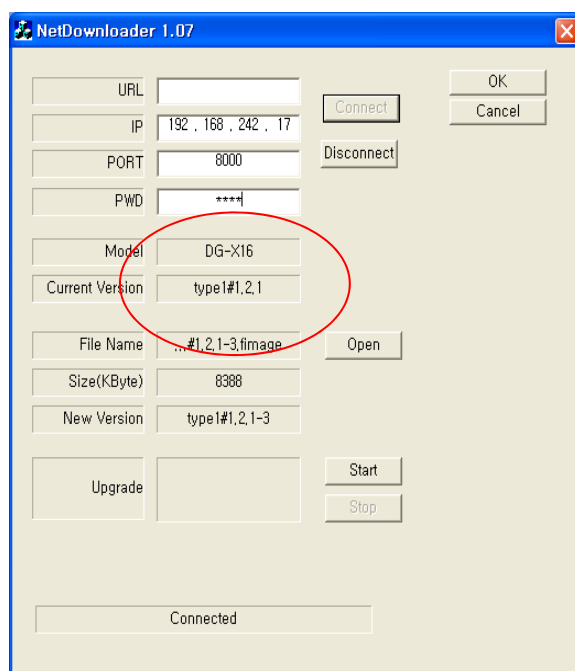 NetDownloader 1.07
URL
OK
Connect
Cancel
IP 192 . 168 . 242 . 17
PORT 8000
Disconnect
PWD ****
Model DG-X16
Current Version type1#1,2,1
File Name ...#1,2,1-3,fimage Open
Size(KByte) 8388
New Version type1#1,2,1-3
Upgrade
Start
Stop
Connected